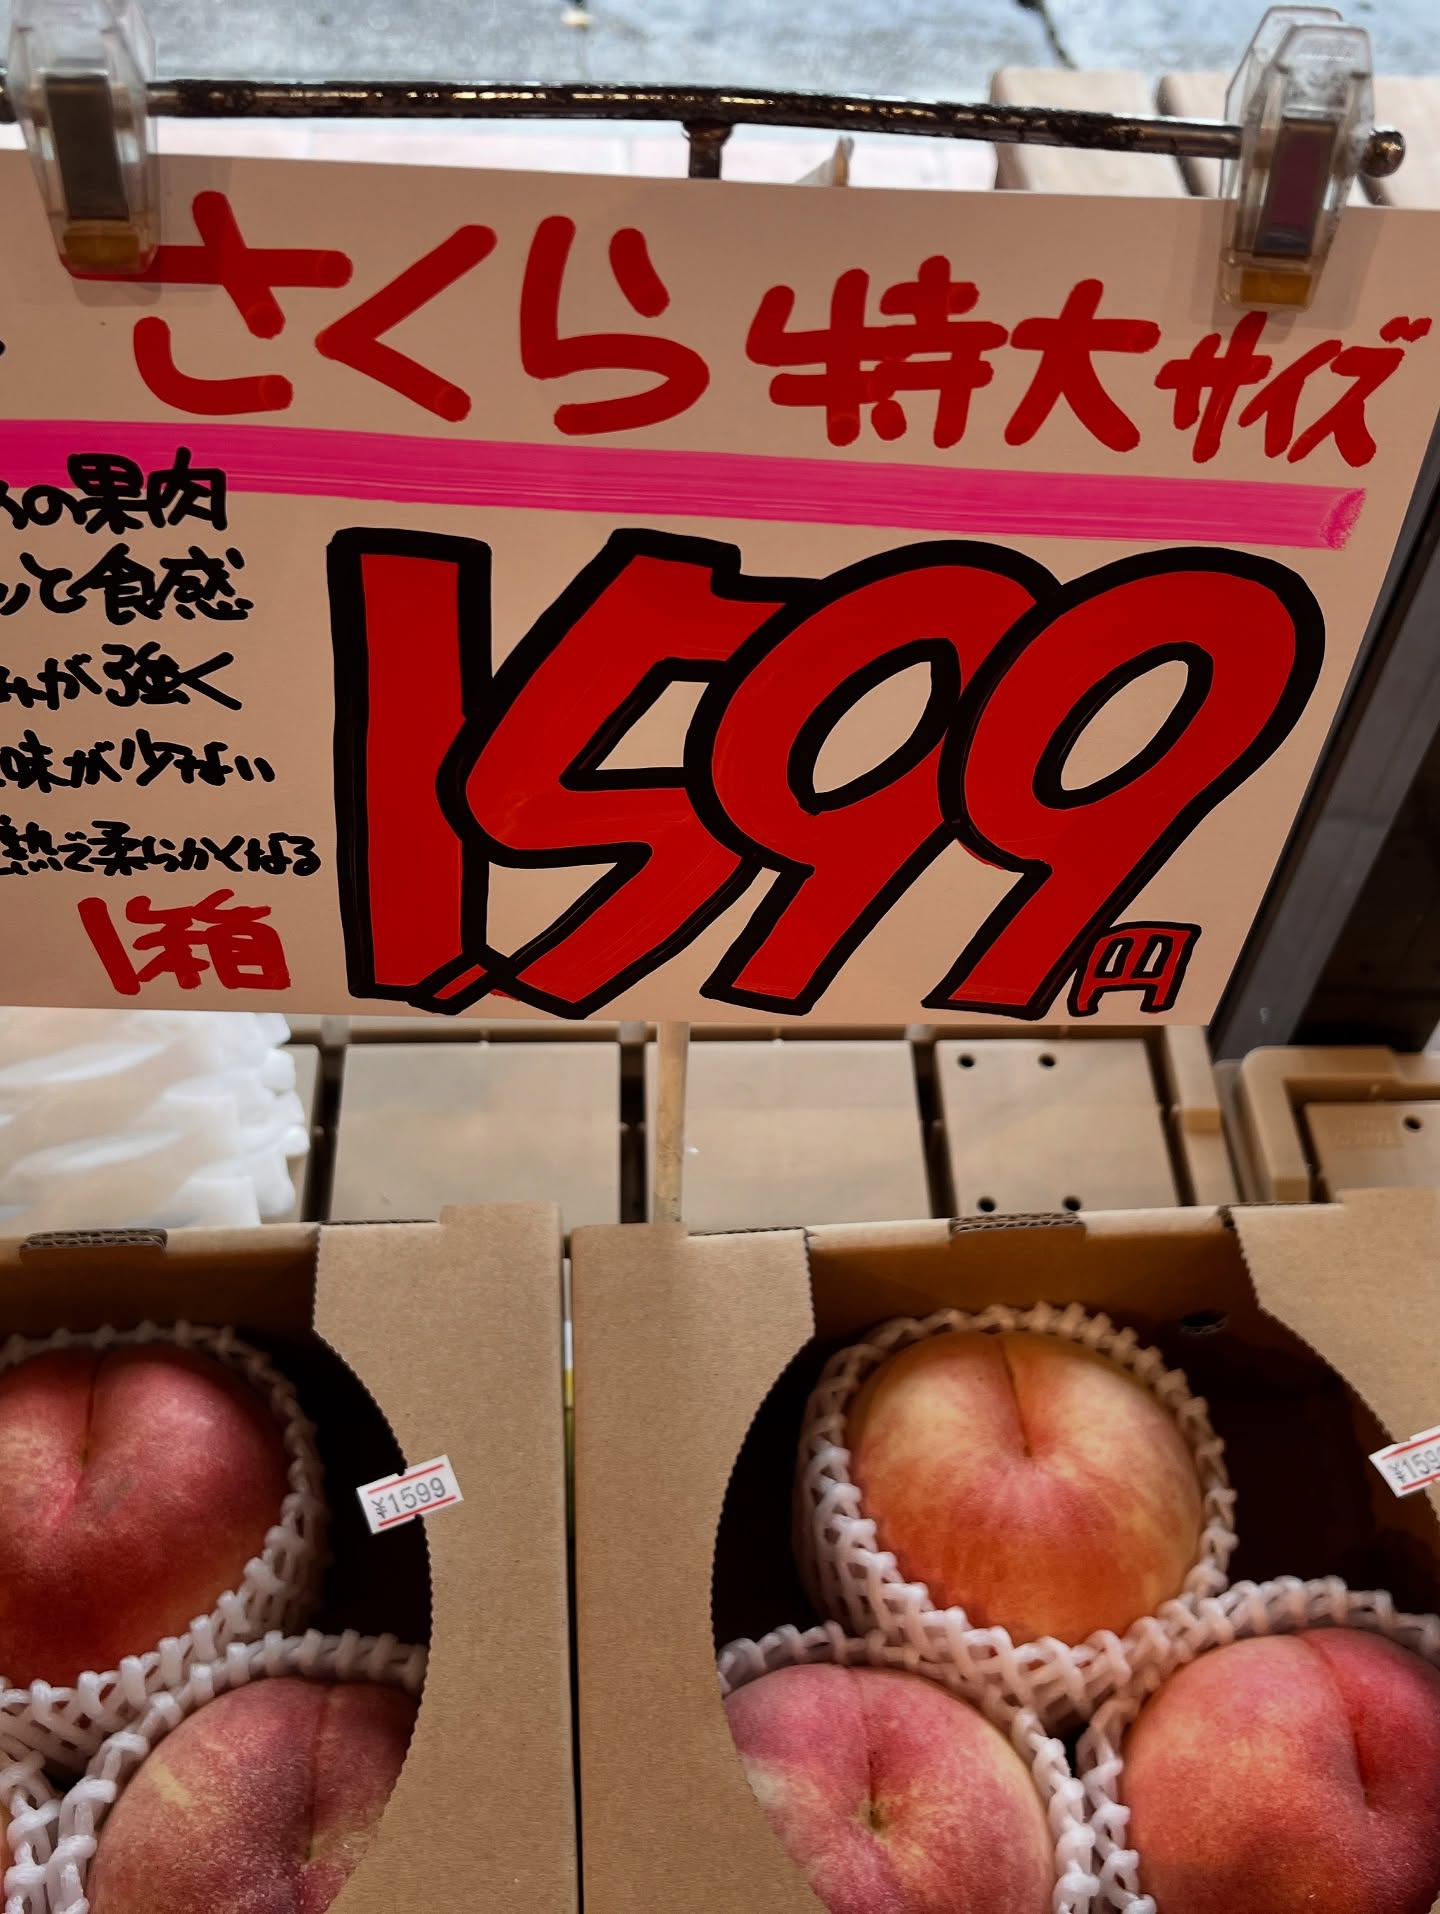 さくら 特大サイズ
の果肉
っと食感
が強く
味が少ない
熱で柔らかくなる
1箱
1,599円
¥1599
¥159